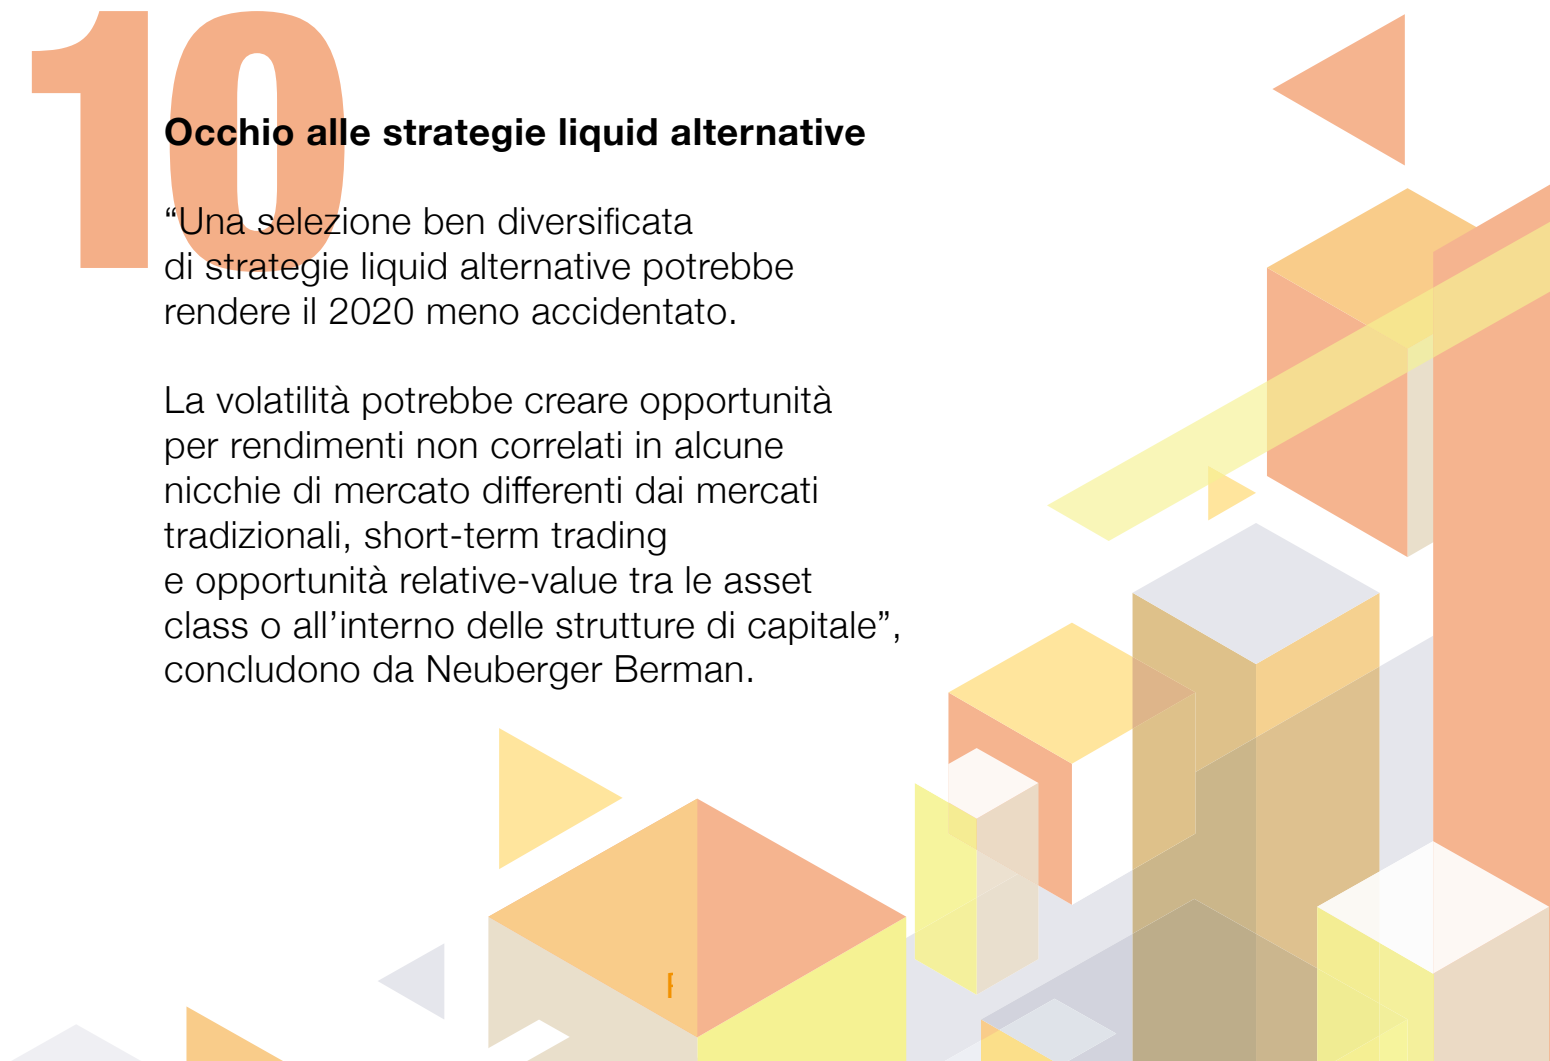 10
Occhio alle strategie liquid alternative
“Una selezione ben diversificata
di strategie liquid alternative potrebbe
rendere il 2020 meno accidentato.
La volatilità potrebbe creare opportunità
per rendimenti non correlati in alcune
nicchie di mercato differenti dai mercati
tradizionali, short-term trading
e opportunità relative-value tra le asset
class o all’interno delle strutture di capitale”,
concludono da Neuberger Berman.